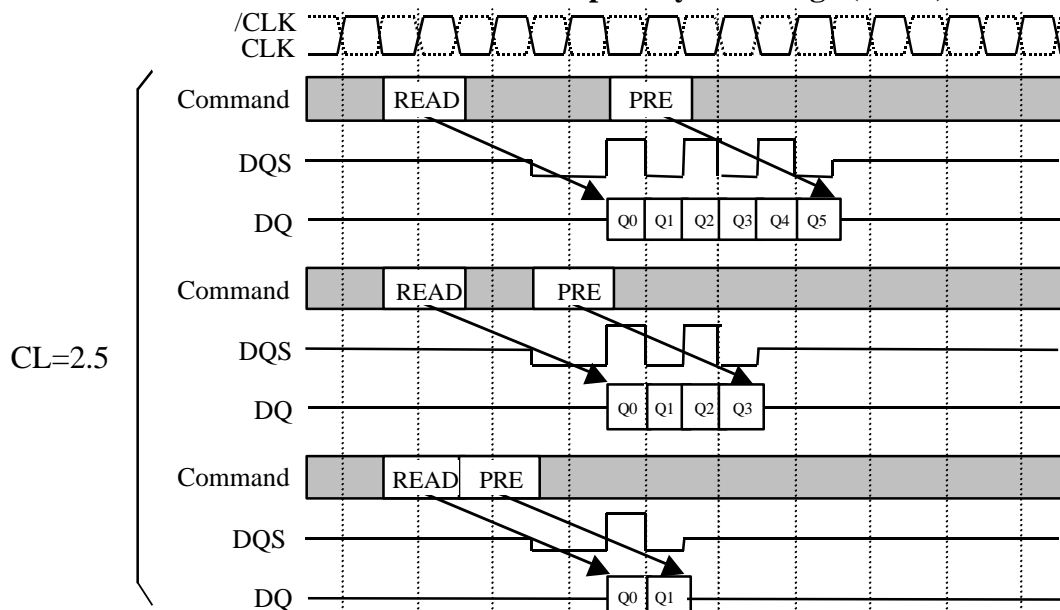 /CLK
CLK
Command READ PRE
DQS
DQ Q0 Q1 Q2 Q3 Q4 Q5
Command READ PRE
CL=2.5
DQS
DQ Q0 Q1 Q2 Q3
Command READ PRE
DQS
DQ Q0 Q1